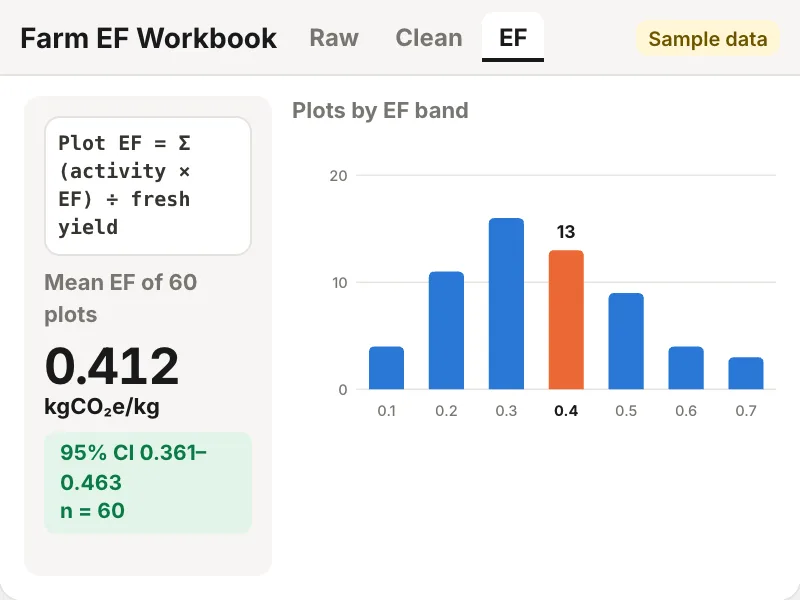 Farm EF Workbook
Raw
Clean
EF
Sample data
Plot EF = Σ
(activity ×
EF) ÷ fresh
yield
Mean EF of 60
plots
0.412
kgCO₂e/kg
95% CI 0.361–
0.463
n = 60
Plots by EF band
20
10
0
13
0.1
0.2
0.3
0.4
0.5
0.6
0.7